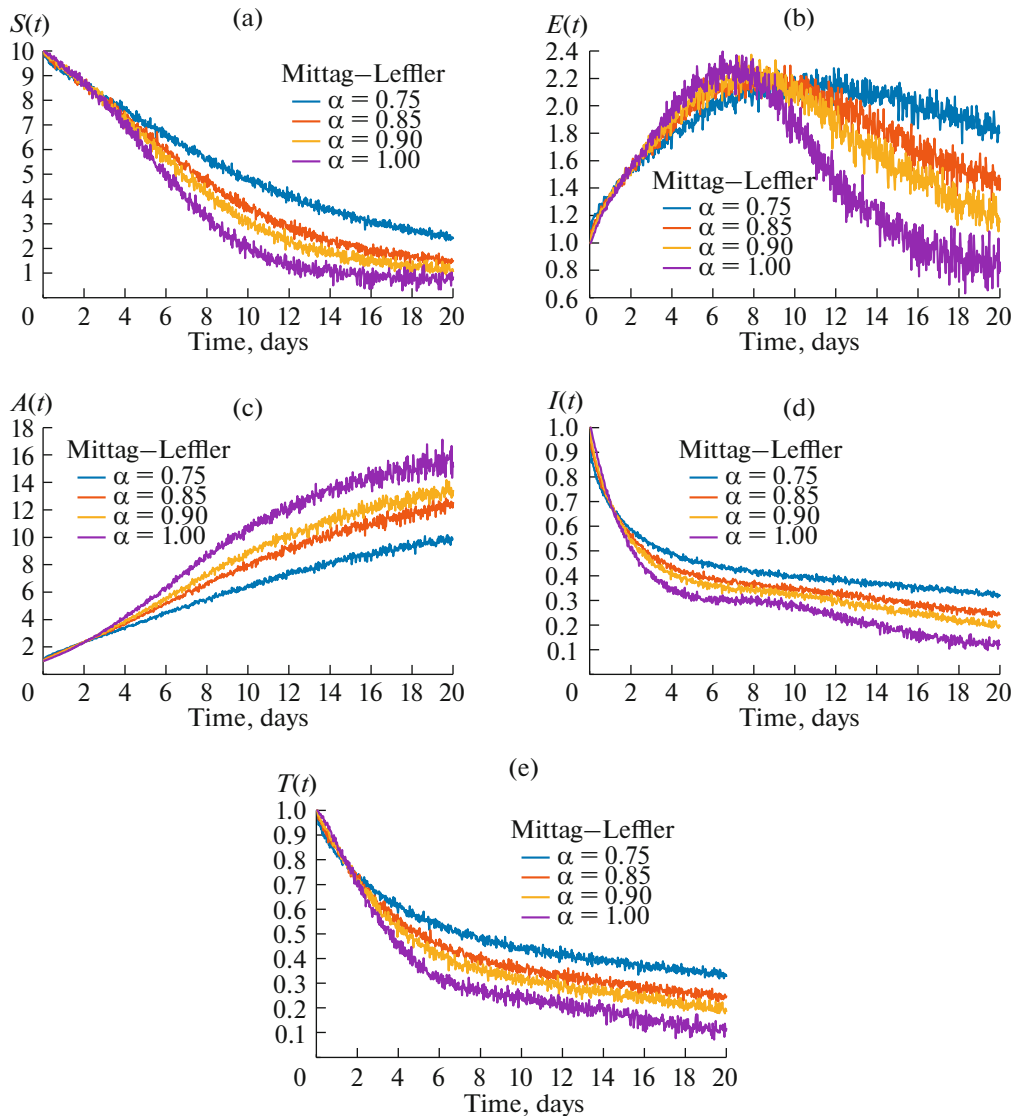 S(t)
(a)
10
9
8
7
6
5
4
3
2
1
0
2
4
6
8
10
12
14
16
18
20
Time, days
Mittag–Leffler
α = 0.75
α = 0.85
α = 0.90
α = 1.00
E(t)
(b)
2.4
2.2
2.0
1.8
1.6
1.4
1.2
1.0
0.8
0.6
0
2
4
6
8
10
12
14
16
18
20
Time, days
Mittag–Leffler
α = 0.75
α = 0.85
α = 0.90
α = 1.00
A(t)
(c)
18
16
14
12
10
8
6
4
2
0
2
4
6
8
10
12
14
16
18
20
Time, days
Mittag–Leffler
α = 0.75
α = 0.85
α = 0.90
α = 1.00
I(t)
(d)
1.0
0.9
0.8
0.7
0.6
0.5
0.4
0.3
0.2
0.1
0
2
4
6
8
10
12
14
16
18
20
Time, days
Mittag–Leffler
α = 0.75
α = 0.85
α = 0.90
α = 1.00
T(t)
(e)
1.0
0.9
0.8
0.7
0.6
0.5
0.4
0.3
0.2
0.1
0
2
4
6
8
10
12
14
16
18
20
Time, days
Mittag–Leffler
α = 0.75
α = 0.85
α = 0.90
α = 1.00